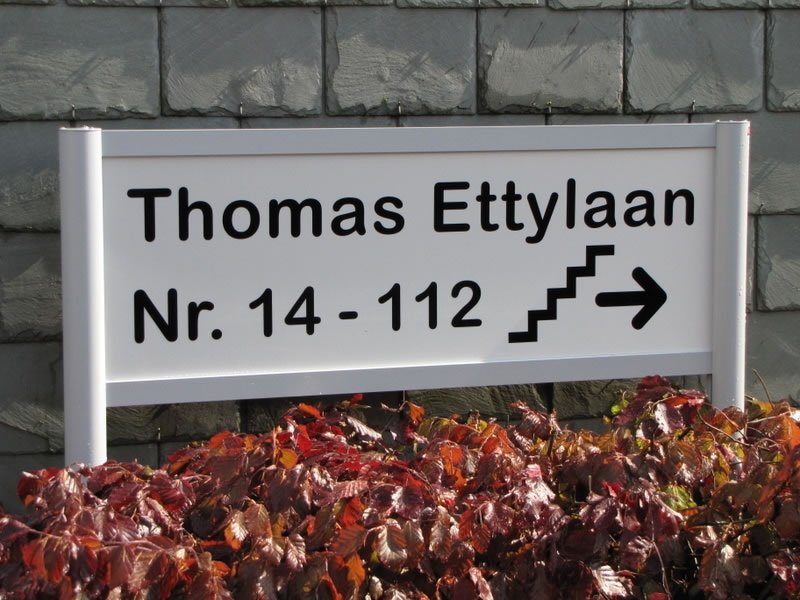 Thomas Ettylaan
Nr. 14 - 112